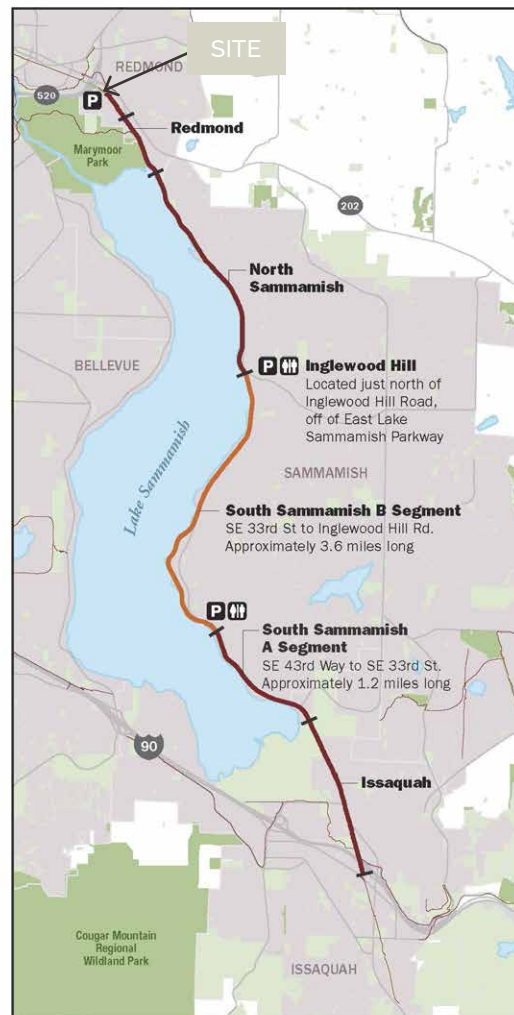 SITE
REDMOND
520
P
Redmond
Marymoor
Park
202
North
Sammamish
BELLEVUE
P
Inglewood Hill
Located just north of
Inglewood Hill Road,
off of East Lake
Sammamish Parkway
Lake Sammamish
SAMMAMISH
South Sammamish B Segment
SE 33rd St to Inglewood Hill Rd.
Approximately 3.6 miles long
P
South Sammamish
A Segment
SE 43rd Way to SE 33rd St.
Approximately 1.2 miles long
90
Issaquah
Cougar Mountain
Regional
Wildland Park
ISSAQUAH